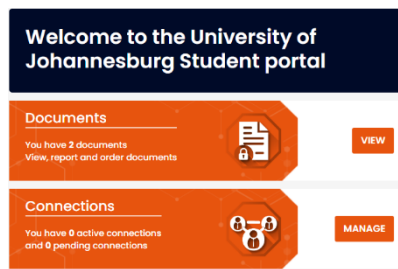 Welcome to the University of
Johannesburg Student portal
Documents
You have 2 documents
View, report and order documents
VIEW
Connections
You have 0 active connections
and 0 pending connections
MANAGE